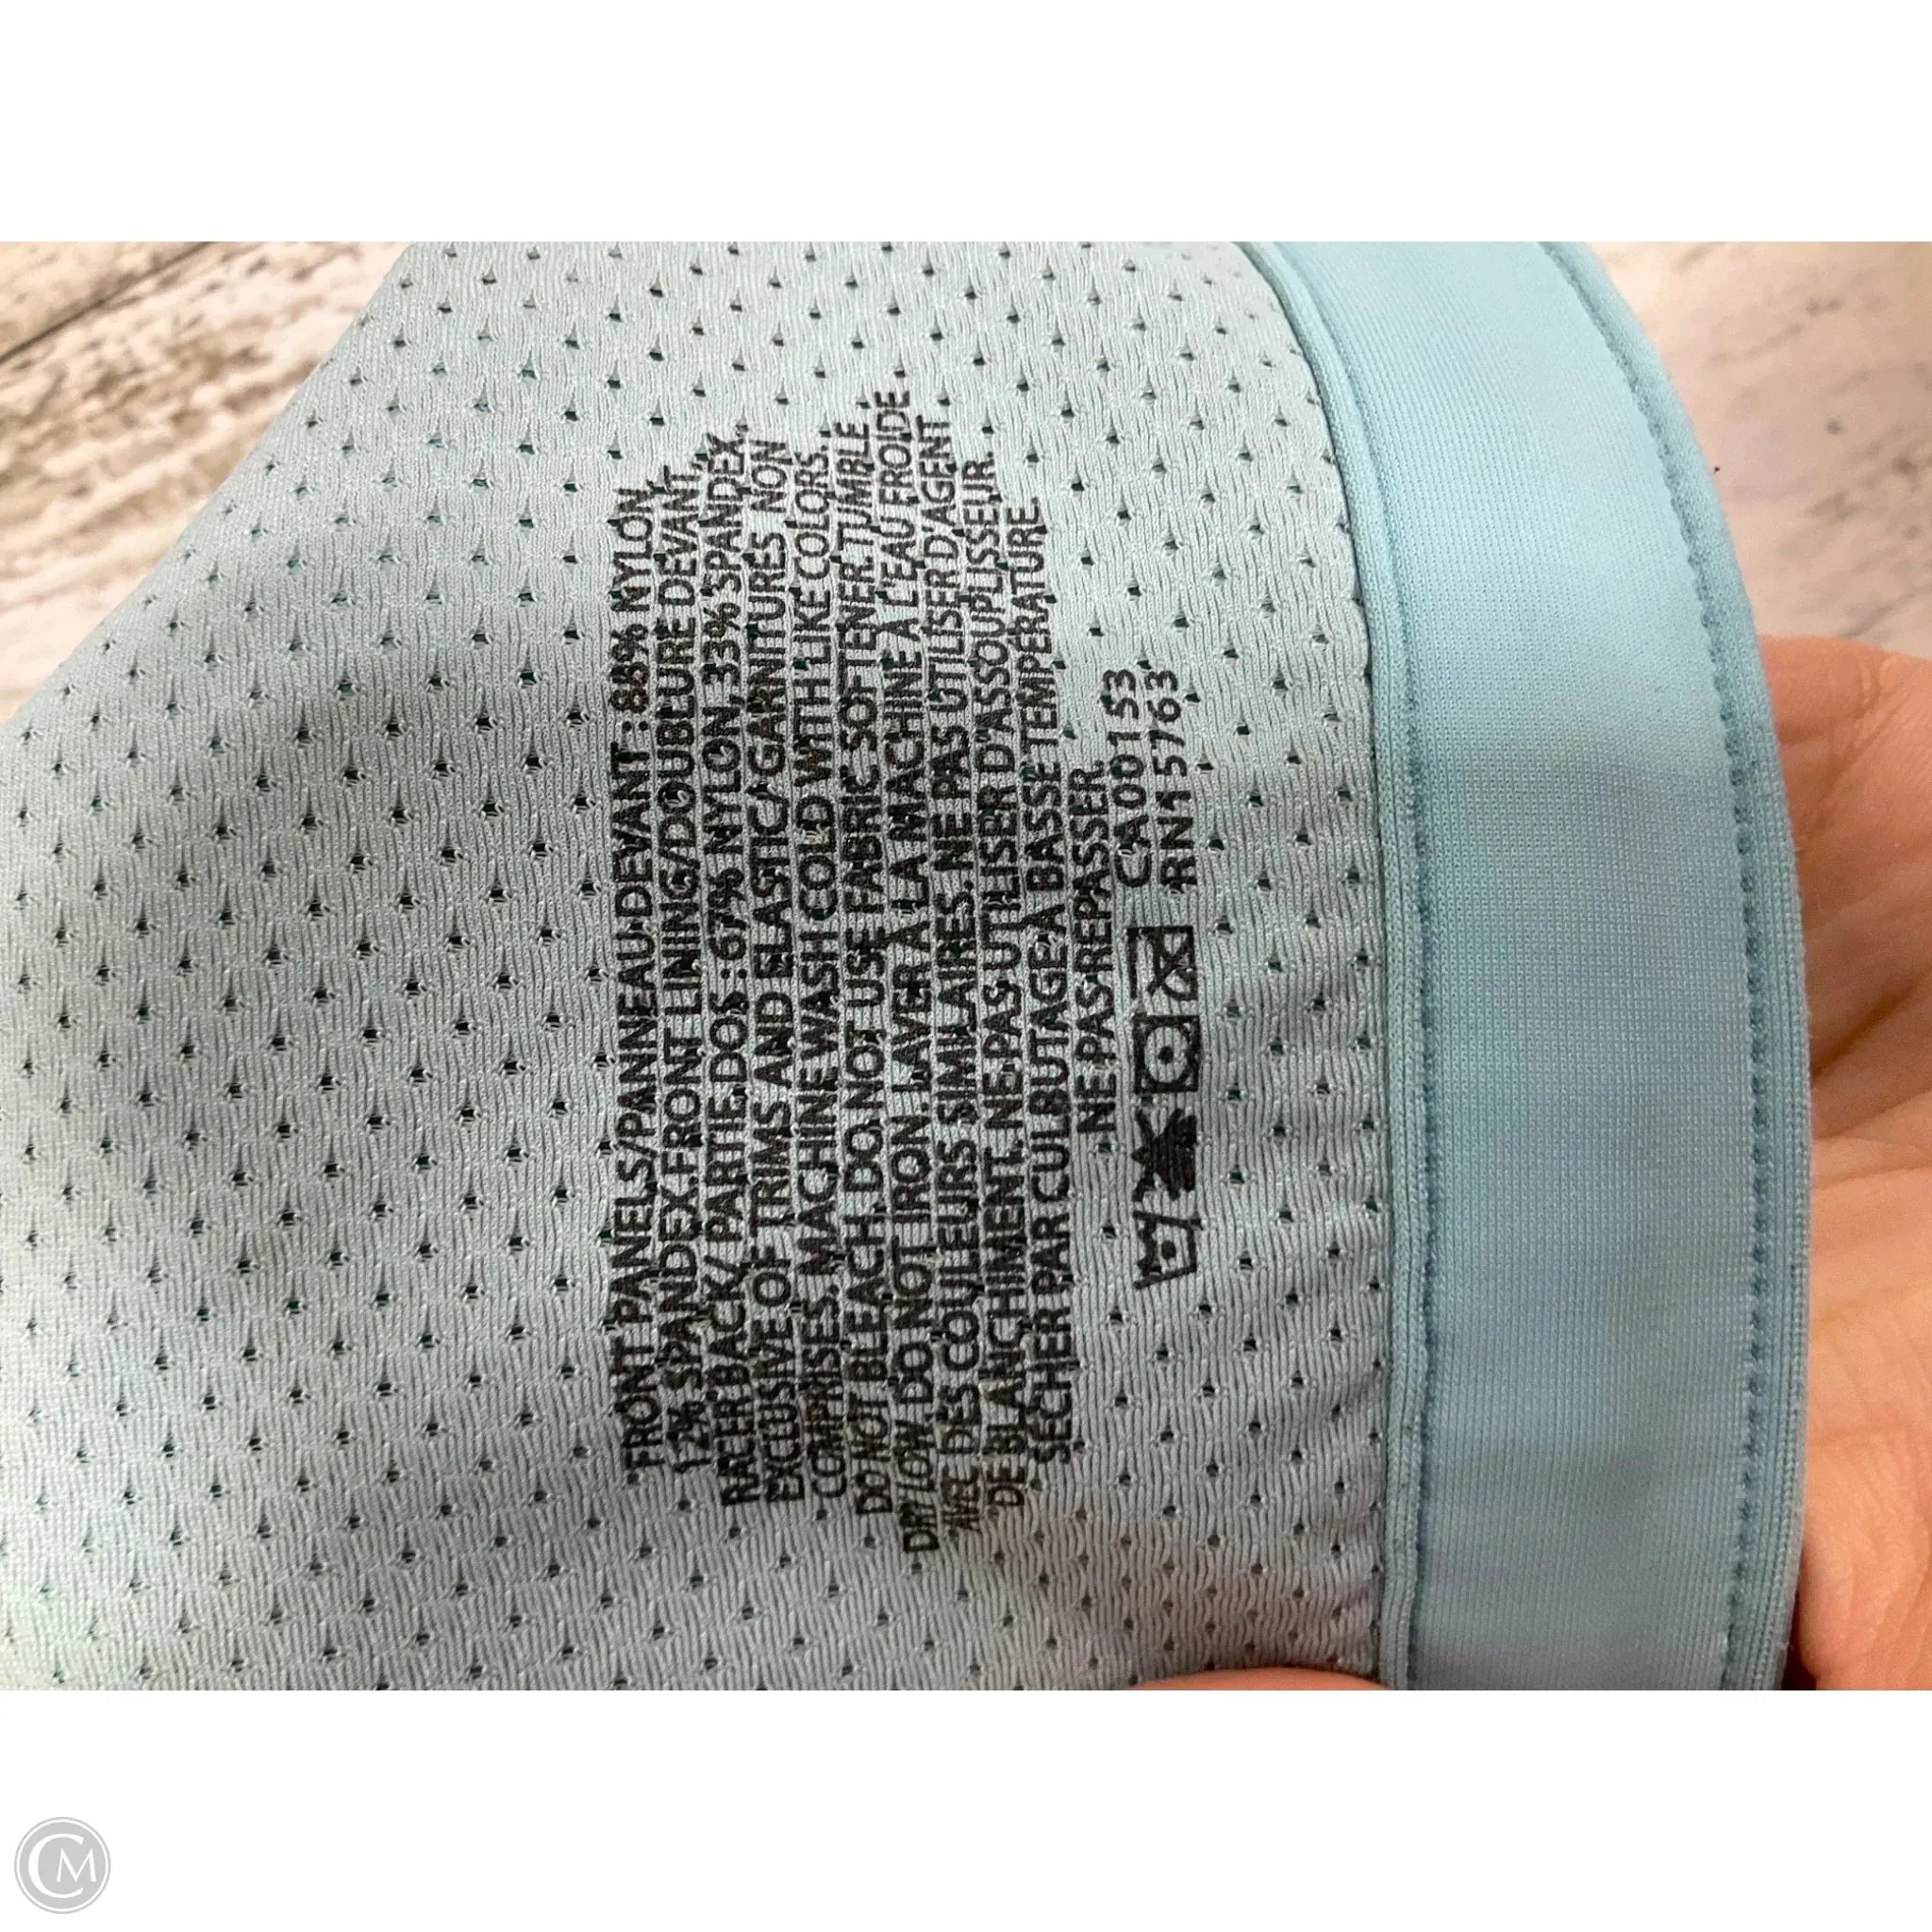 FRONT PANELS/PANNEAU DEVANT : 88% NYLON,
12% SPANDEX. FRONT LINING/DOUBLURE DEVANT,
RACERBACK/ PARTIE DOS : 67% NYLON, 33% SPANDEX.
EXCLUSIVE OF TRIMS AND ELASTIC/ GARNITURES NON
COMPRISES. MACHINE WASH COLD WITH LIKE COLORS.
DO NOT BLEACH. DO NOT USE FABRIC SOFTENER. TUMBLE
DRY LOW DO NOT IRON. LAVER À LA MACHINE À L'EAU FROIDE
AVEC DES COULEURS SIMILAIRES. NE PAS UTILISER D'AGENT
DE BLANCHIMENT. NE PAS UTILISER D'ASSOUPLISSEUR.
SECHER PAR CULBUTAGE À BASSE TEMPÉRATURE.
NE PAS REPASSER.
CA00153
RN15763
CM